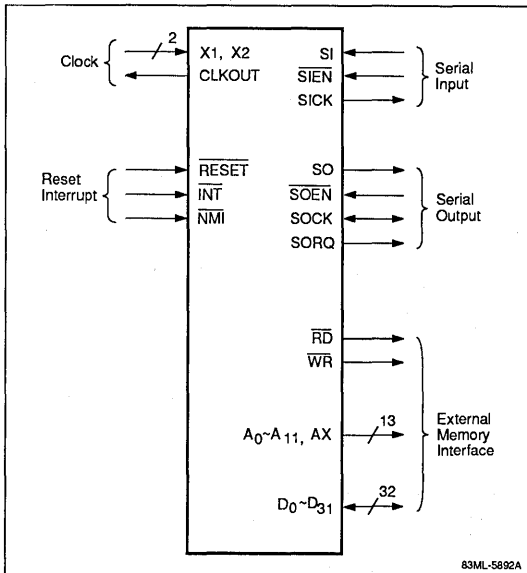 Clock
2
X1, X2
CLKOUT
SI
SIEN
SICK
Serial
Input
Reset
Interrupt
RESET
INT
NMI
SO
SOEN
SOCK
SORQ
Serial
Output
RD
WR
A0~A11, AX
13
D0~D31
32
External
Memory
Interface
83ML-5892A